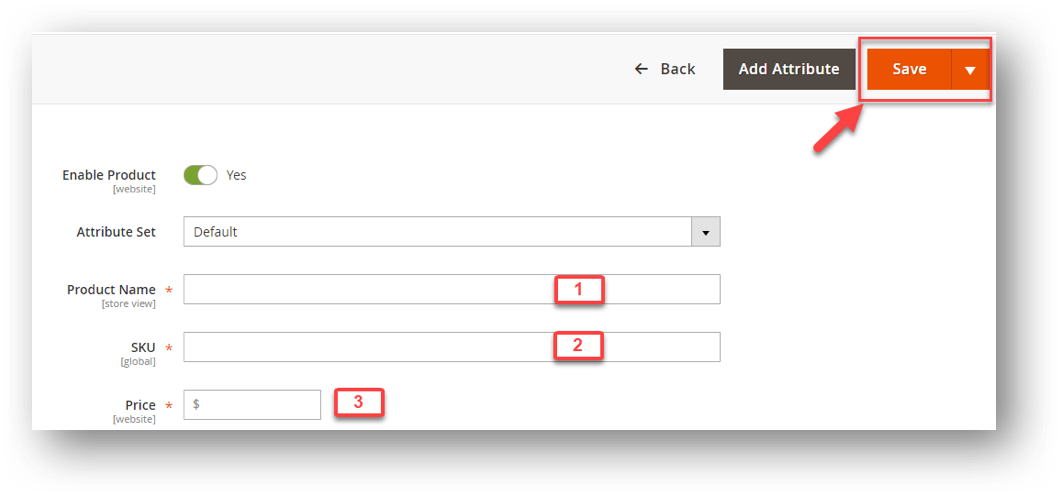 Back
Add Attribute
Save
Enable Product
[website]
Yes
Attribute Set
Default
Product Name *
[store view]
1
SKU *
[global]
2
Price *
[website]
$
3